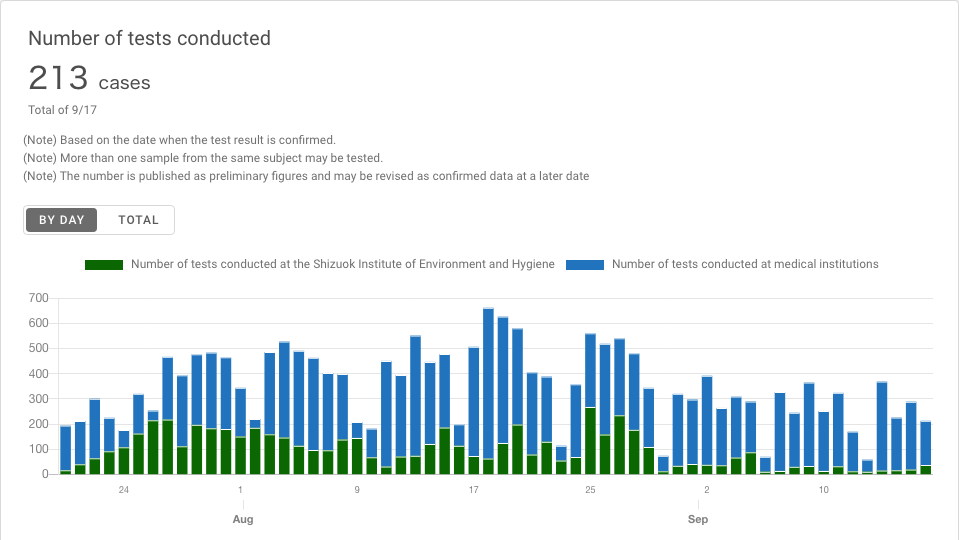 Number of tests conducted
213 cases
Total of 9/17
(Note) Based on the date when the test result is confirmed.
(Note) More than one sample from the same subject may be tested.
(Note) The number is published as preliminary figures and may be revised as confirmed data at a later date
BY DAY TOTAL
Number of tests conducted at the Shizuok Institute of Environment and Hygiene Number of tests conducted at medical institutions
700
600
500
400
300
200
100
0
24 1 9 17 25 2 10
Aug Sep